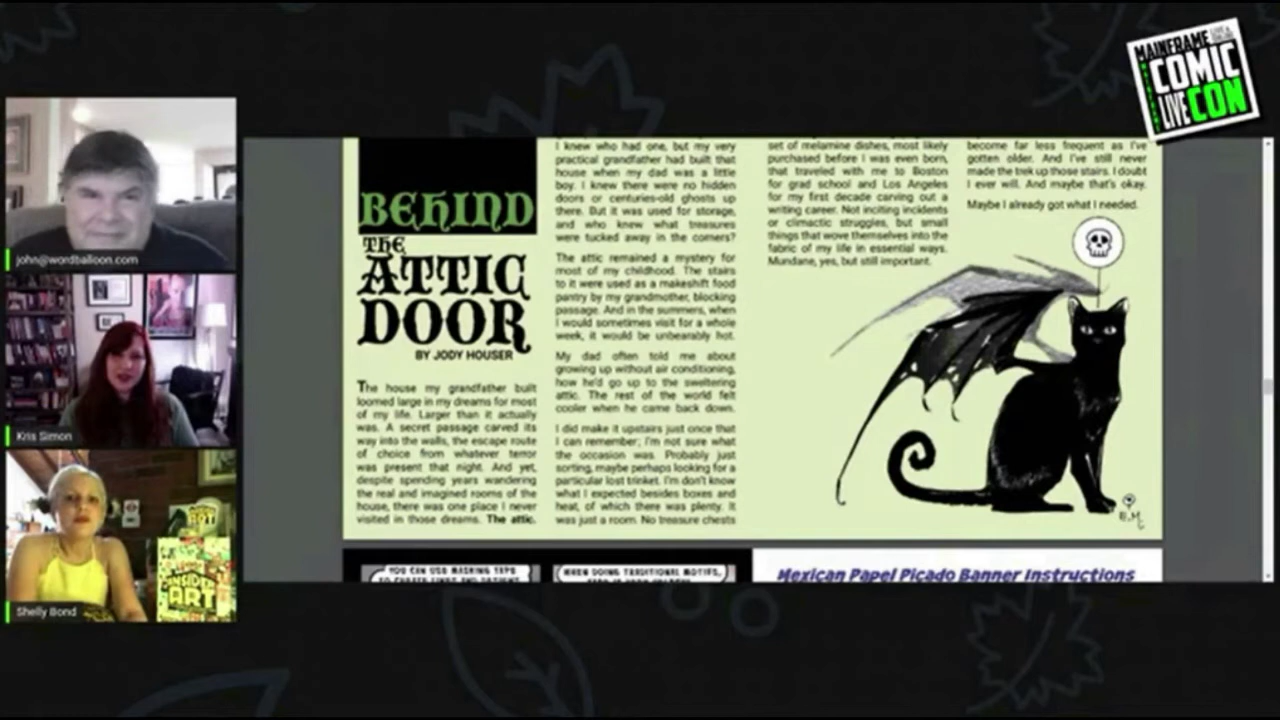 MAINFRAME
COMIC
LIVE CON
john@wordballoon.com
Kris Simon
Shelly Bond
INSIDER
ART
BEHIND
THE
ATTIC
DOOR
BY JODY HOUSER
The house my grandfather built
loomed large in my dreams for most
of my life. Larger than it actually
was. A secret passage carved its
way into the walls, the escape route
of choice from whatever terror
was present that night. And yet,
despite spending years wandering
the real and imagined rooms of the
house, there was one place I never
visited in those dreams. The attic.
I knew who had one, but my very
practical grandfather had built that
house when my dad was a little
boy. I knew there were no hidden
doors or centuries-old ghosts up
there. But it was used for storage,
and who knew what treasures
were tucked away in the corners?
The attic remained a mystery for
most of my childhood. The stairs
to it were used as a makeshift food
pantry by my grandmother, blocking
passage. And in the summers, when
I would sometimes visit for a whole
week, it would be unbearably hot.
My dad often told me about
growing up without air conditioning,
how he'd go up to the sweltering
attic. The rest of the world felt
cooler when he came back down.
I did make it upstairs just once that
I can remember; I'm not sure what
the occasion was. Probably just
sorting, maybe perhaps looking for a
particular lost trinket. I'm don't know
what I expected besides boxes and
heat, of which there was plenty. It
was just a room. No treasure chests
set of melamine dishes, most likely
purchased before I was even born,
that traveled with me to Boston
for grad school and Los Angeles
for my first decade carving out a
writing career. Not inciting incidents
or climactic struggles, but small
things that wove themselves into the
fabric of my life in essential ways.
Mundane, yes, but still important.
become far less frequent as I've
gotten older. And I've still never
made the trek up those stairs. I doubt
I ever will. And maybe that's okay.
Maybe I already got what I needed.
YOU CAN USE MASKING TAPE
WHEN DOING TRADITIONAL MOTIFS,
Mexican Papel Picado Banner Instructions